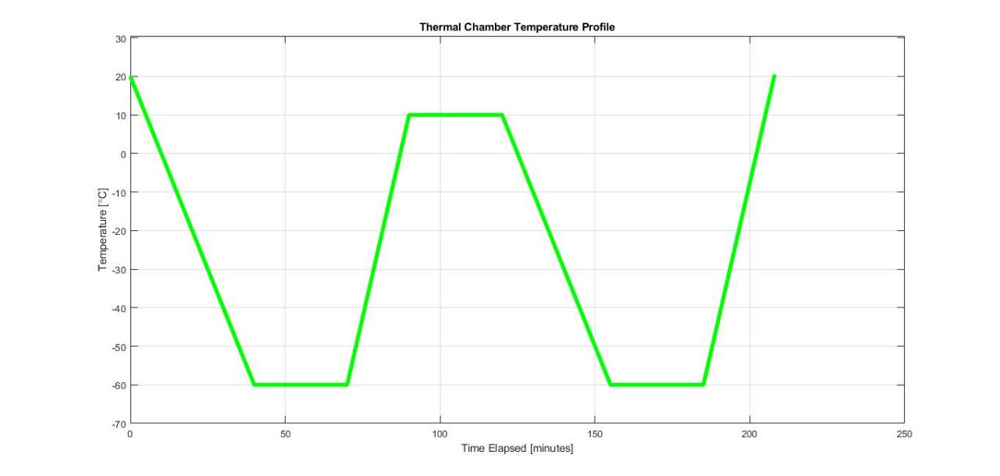 Thermal Chamber Temperature Profile
30
20
10
0
-10
-20
-30
-40
-50
-60
-70
Temperature [°C]
0 50 100 150 200 250
Time Elapsed [minutes]